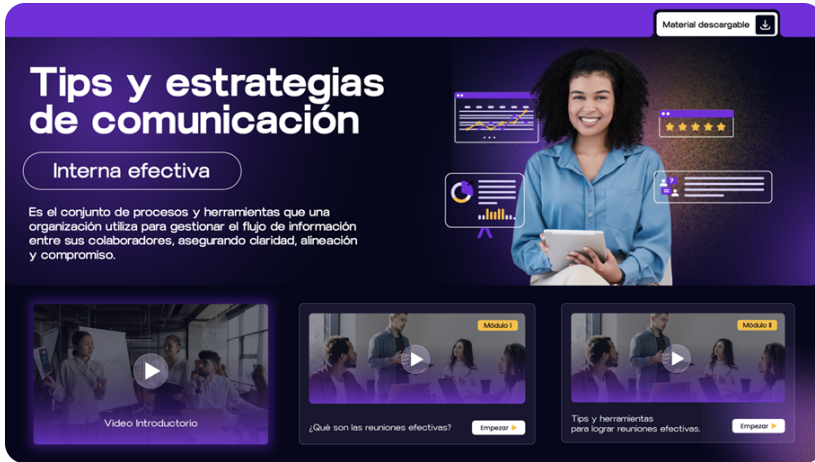 Material descargable
Tips y estrategias
de comunicación
Interna efectiva
Es el conjunto de procesos y herramientas que una
organización utiliza para gestionar el flujo de información
entre sus colaboradores, asegurando claridad, alineación
y compromiso.
Video Introductorio
Módulo I
¿Qué son las reuniones efectivas?
Empezar
Módulo II
Tips y herramientas
para lograr reuniones efectivas.
Empezar